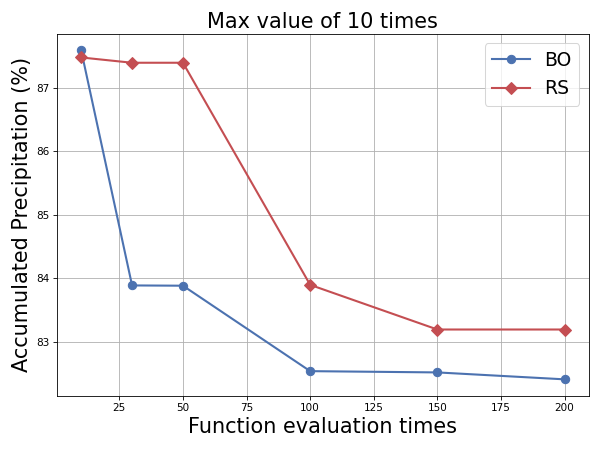 Max value of 10 times
Accumulated Precipitation (%)
87
86
85
84
83
BO
RS
25 50 75 100 125 150 175 200
Function evaluation times